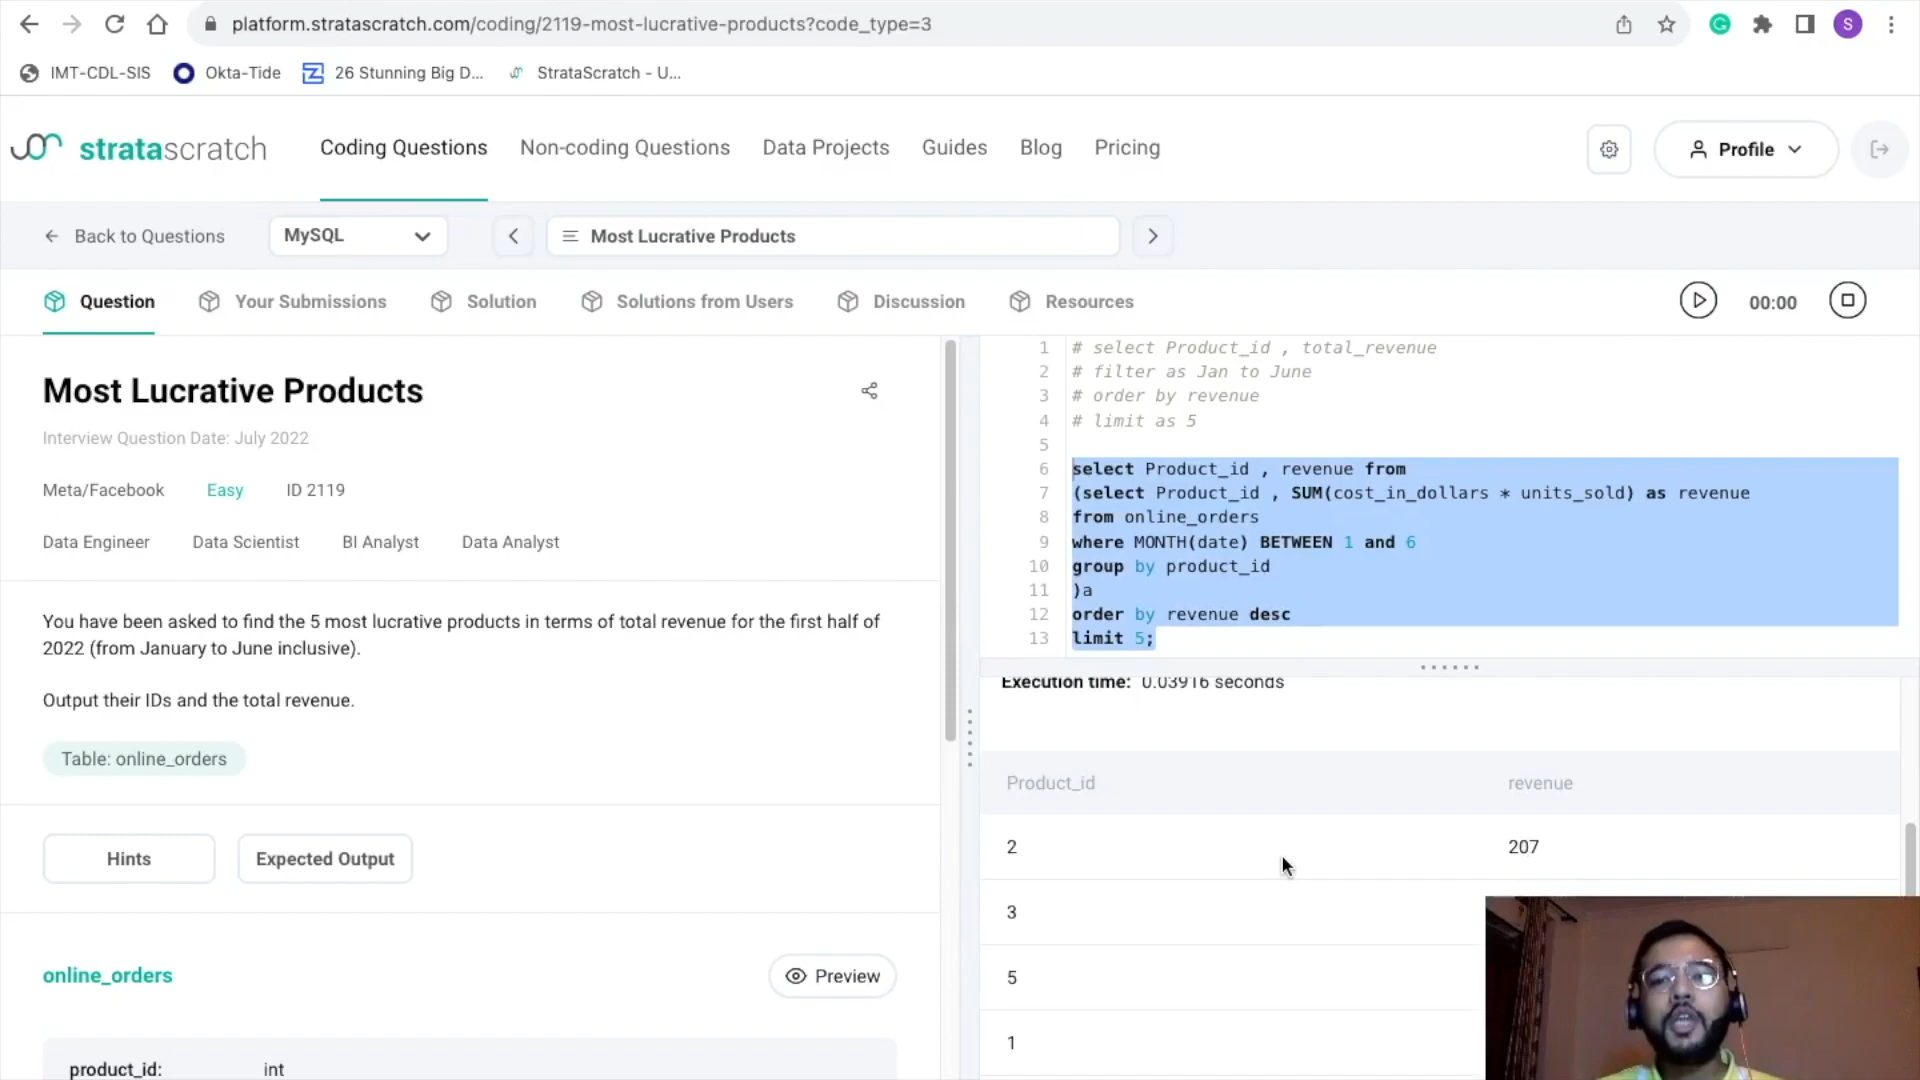 platform.stratascratch.com/coding/2119-most-lucrative-products?code_type=3
S
IMT-CDL-SIS
Okta-Tide
26 Stunning Big D...
StrataScratch - U...
stratascratch
Coding Questions
Non-coding Questions
Data Projects
Guides
Blog
Pricing
Profile
Back to Questions
MySQL
Most Lucrative Products
Question
Your Submissions
Solution
Solutions from Users
Discussion
Resources
00:00
Most Lucrative Products
Interview Question Date: July 2022
Meta/Facebook
Easy
ID 2119
Data Engineer
Data Scientist
BI Analyst
Data Analyst
You have been asked to find the 5 most lucrative products in terms of total revenue for the first half of
2022 (from January to June inclusive).
Output their IDs and the total revenue.
Table: online_orders
Hints
Expected Output
online_orders
Preview
product_id:
int
1 # select Product_id , total_revenue
2 # filter as Jan to June
3 # order by revenue
4 # limit as 5
5
6 select Product_id , revenue from
7 (select Product_id , SUM(cost_in_dollars * units_sold) as revenue
8 from online_orders
9 where MONTH(date) BETWEEN 1 and 6
10 group by product_id
11 )a
12 order by revenue desc
13 limit 5;
Execution time: 0.03916 seconds
Product_id
revenue
2
207
3
5
1